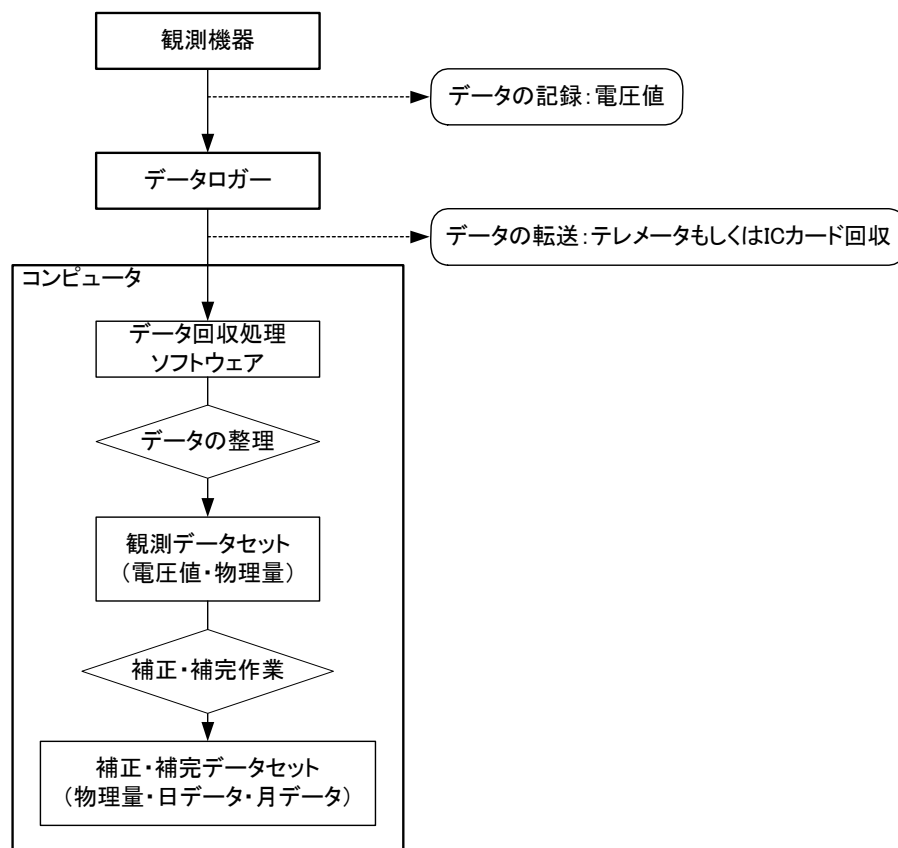 観測機器
データの記録：電圧値
データロガー
データの転送：テレメータもしくはICカード回収
コンピュータ
データ回収処理
ソフトウェア
データの整理
観測データセット
（電圧値・物理量）
補正・補完作業
補正・補完データセット
（物理量・日データ・月データ）